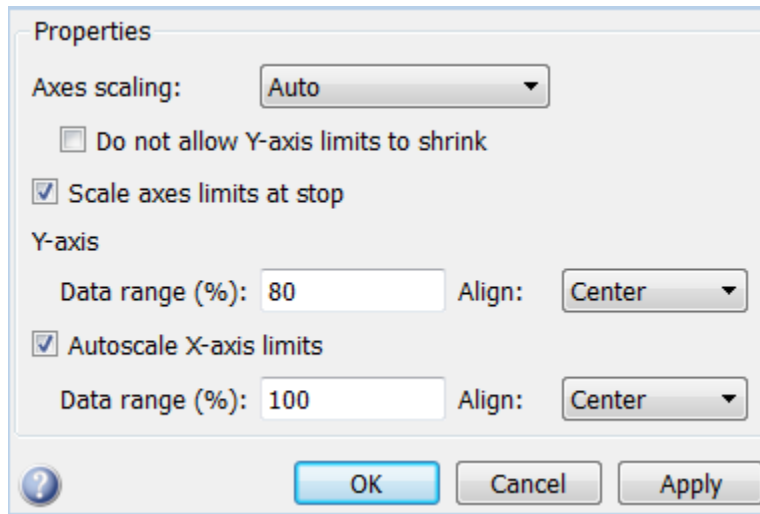 Properties
Axes scaling: Auto
Do not allow Y-axis limits to shrink
Scale axes limits at stop
Y-axis
Data range (%): 80 Align: Center
Autoscale X-axis limits
Data range (%): 100 Align: Center
? OK Cancel Apply